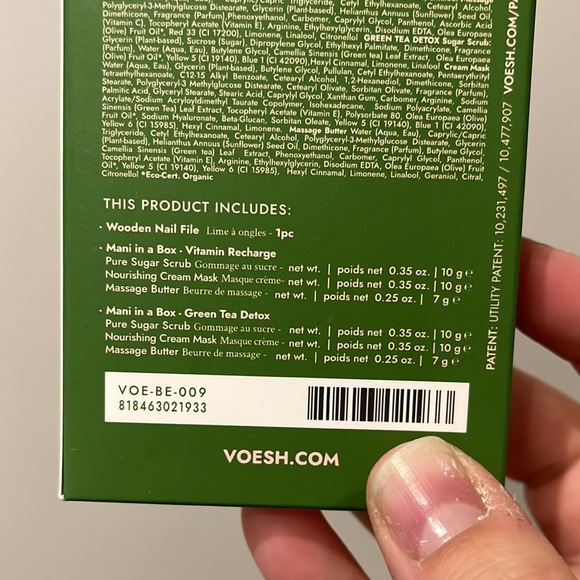 Triglyceride, Cetyl Ethylhexanoate, Cetearyl Alcohol,
Polyglyceryl-3-Methylglucose Distearate, Glycerin (Plant-based), Helianthus Annuus (Sunflower) Seed Oil,
Dimethicone, Fragrance (Parfum), Phenoxyethanol, Carbomer, Caprylyl Glycol, Panthenol, Ascorbic Acid
(Vitamin C), Tocopheryl Acetate (Vitamin E), Arginine, Ethylhexylglycerin, Disodium EDTA, Olea Europaea
(Olive) Fruit Oil*, Red 33 (CI 17200), Limonene, Linalool, Citronellol GREEN TEA DETOX Sugar Scrub:
Glycerin (Plant-based), Sucrose (Sugar), Dipropylene Glycol, Ethylhexyl Palmitate, Dimethicone, Fragrance
(Parfum), Water (Aqua, Eau), Butylene Glycol, Camellia Sinensis (Green tea) Leaf Extract, Olea Europaea
(Olive) Fruit Oil*, Yellow 5 (CI 19140), Blue 1 (CI 42090), Hexyl Cinnamal, Limonene Cream Mask
Water (Aqua, Eau), Glycerin (Plant-based), Butylene Glycol, Pullulan, Cetyl Ethylhexanoate, Pentaerythrityl
Tetraethylhexanoate, C12-15 Alkyl Benzoate, Cetearyl Alcohol, 1,2-Hexanediol, Dimethicone, Sorbitan
Stearate, Polyglyceryl-3 Methylglucose Distearate, Cetearyl Olivate, Sorbitan Olivate, Fragrance (Parfum),
Palmitic Acid, Glyceryl Stearate, Stearic Acid, Caprylyl Glycol, Xanthan Gum, Carbomer, Arginine, Sodium
Acrylate/Sodium Acryloyldimethyl Taurate Copolymer, Isohexadecane, Sodium Polyacrylate, Camellia
Sinensis (Green Tea) Leaf Extract, Tocopheryl Acetate (Vitamin E), Polysorbate 80, Olea Europaea (Olive)
Fruit Oil*, Sodium Hyaluronate, Beta-Glucan, Sorbitan Oleate, Yellow 5 (CI 19140), Blue 1 (CI 42090),
Yellow 6 (CI 15985), Hexyl Cinnamal, Limonene. Massage Butter Water (Aqua, Eau), Caprylic/Capric
Triglyceride, Cetyl Ethylhexanoate, Cetearyl Alcohol, Polyglyceryl-3-Methylglucose Distearate, Glycerin
(Plant-based), Helianthus Annuus (Sunflower) Seed Oil, Dimethicone, Fragrance (Parfum), Butylene Glycol,
Camellia Sinensis (Green tea) Leaf Extract, Phenoxyethanol, Carbomer, Caprylyl Glycol, Panthenol,
Tocopheryl Acetate (Vitamin E), Arginine, Ethylhexylglycerin, Disodium EDTA, Olea Europaea (Olive) Fruit
Oil*, Yellow 5 (CI 19140), Yellow 6 (CI 15985), Hexyl Cinnamal, Limonene, Linalool, Geraniol, Citral,
Citronellol *Eco-Cert. Organic
THIS PRODUCT INCLUDES:
· Wooden Nail File Lime à ongles - 1pc
· Mani in a Box - Vitamin Recharge
Pure Sugar Scrub Gommage au sucre - net wt. | poids net 0.35 oz. | 10 g ℮
Nourishing Cream Mask Masque crème- net wt. | poids net 0.35 oz. | 10 g ℮
Massage Butter Beurre de massage - net wt. | poids net 0.25 oz. | 7 g ℮
· Mani in a Box - Green Tea Detox
Pure Sugar Scrub Gommage au sucre - net wt. | poids net 0.35 oz. | 10 g ℮
Nourishing Cream Mask Masque crème - net wt. | poids net 0.35 oz. | 10 g ℮
Massage Butter Beurre de massage - net wt. | poids net 0.25 oz. | 7 g ℮
VOE-BE-009
818463021933
VOESH.COM
PATENT: UTILITY PATENT: 10,231,497 / 10,477,907 VOESH.COM/PA